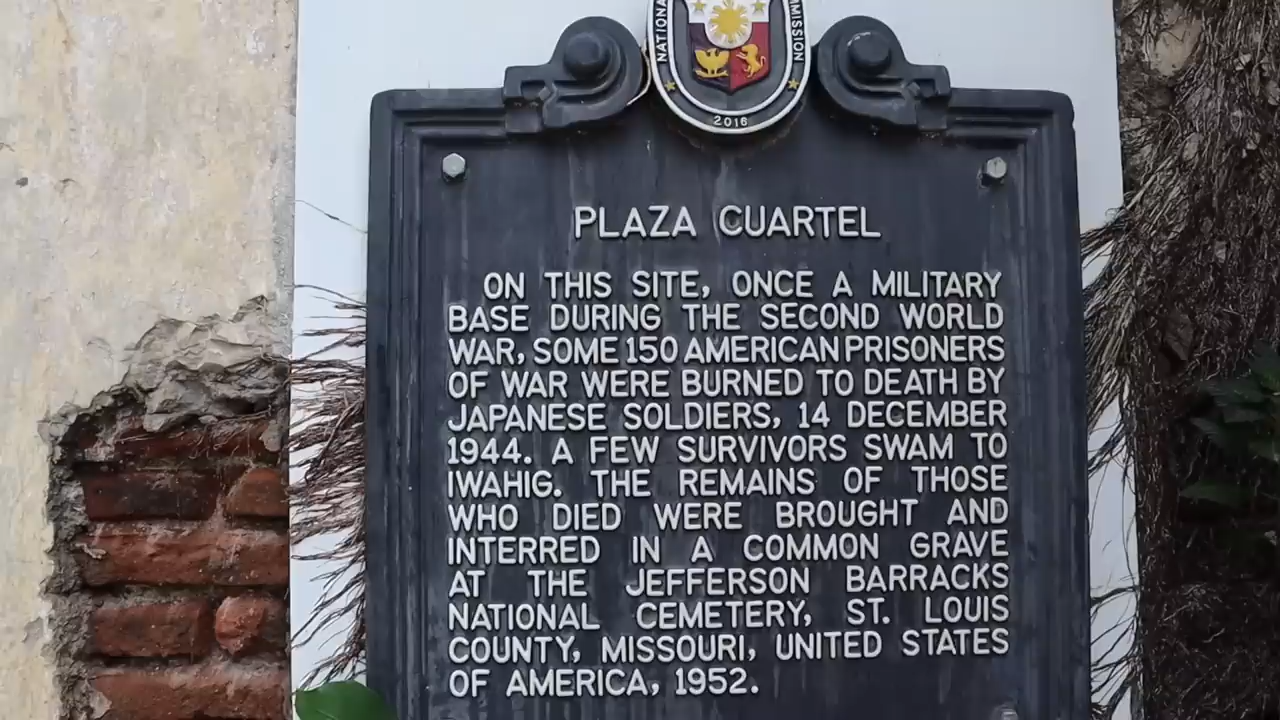 NATIONAL
MMISSION
2016
PLAZA CUARTEL
ON THIS SITE, ONCE A MILITARY
BASE DURING THE SECOND WORLD
WAR, SOME 150 AMERICAN PRISONERS
OF WAR WERE BURNED TO DEATH BY
JAPANESE SOLDIERS, 14 DECEMBER
1944. A FEW SURVIVORS SWAM TO
IWAHIG. THE REMAINS OF THOSE
WHO DIED WERE BROUGHT AND
INTERRED IN A COMMON GRAVE
AT THE JEFFERSON BARRACKS
NATIONAL CEMETERY, ST. LOUIS
COUNTY, MISSOURI, UNITED STATES
OF AMERICA, 1952.